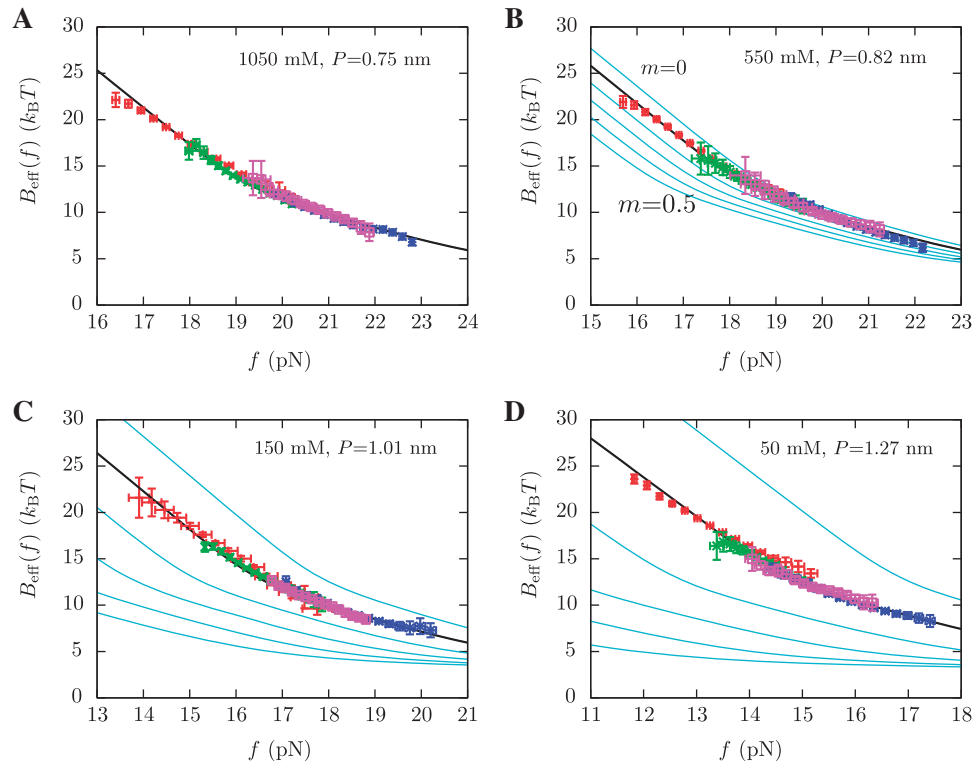 A
1050 mM, P=0.75 nm
B_eff(f) (k_BT)
30
25
20
15
10
5
0
16 17 18 19 20 21 22 23 24
f (pN)
B
550 mM, P=0.82 nm
m=0
m=0.5
B_eff(f) (k_BT)
30
25
20
15
10
5
0
15 16 17 18 19 20 21 22 23
f (pN)
C
150 mM, P=1.01 nm
B_eff(f) (k_BT)
30
25
20
15
10
5
0
13 14 15 16 17 18 19 20 21
f (pN)
D
50 mM, P=1.27 nm
B_eff(f) (k_BT)
30
25
20
15
10
5
0
11 12 13 14 15 16 17 18
f (pN)